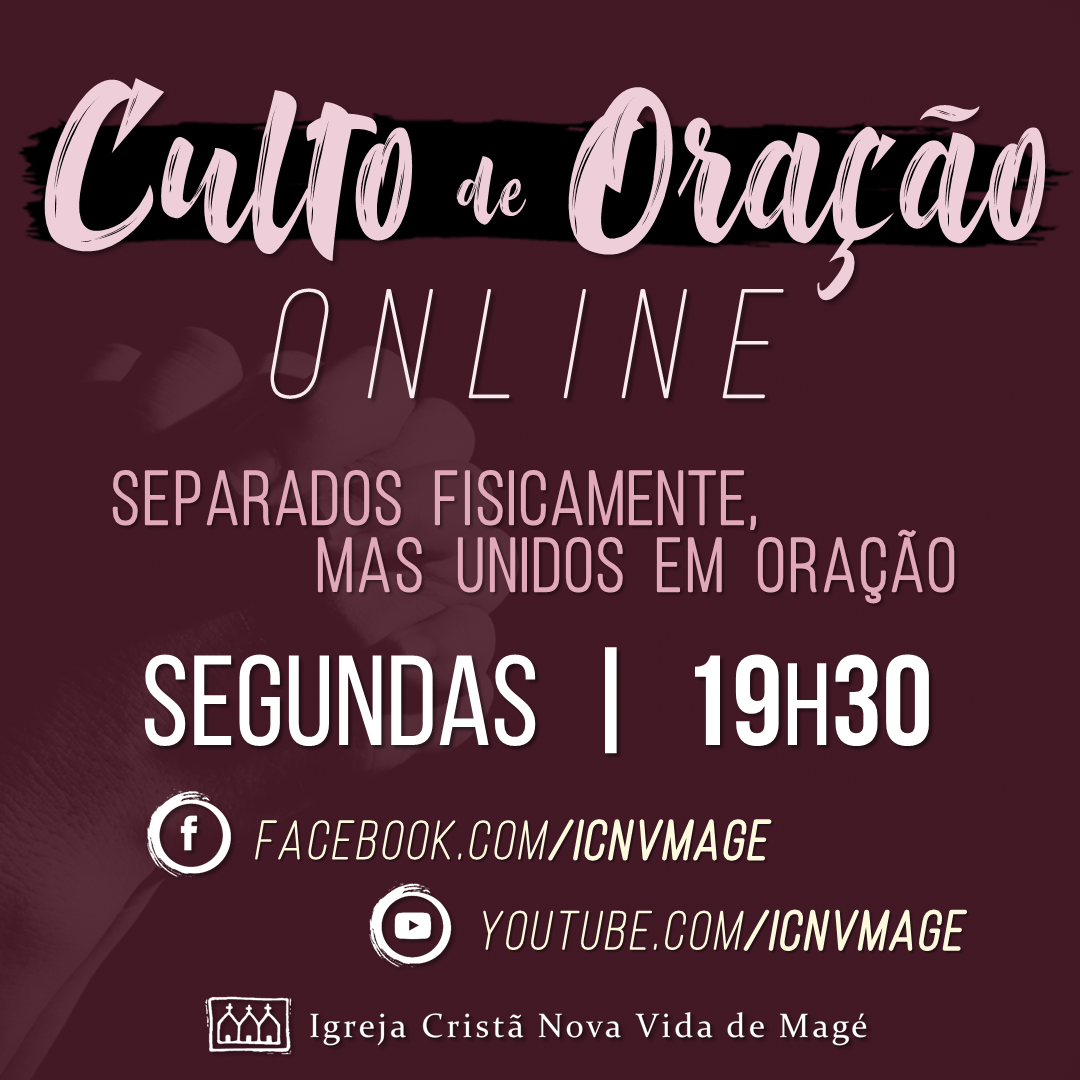 Culto de Oração
ONLINE
SEPARADOS FISICAMENTE,
MAS UNIDOS EM ORAÇÃO
SEGUNDAS | 19H30
f FACEBOOK.COM/ICNVMAGE
YOUTUBE.COM/ICNVMAGE
Igreja Cristã Nova Vida de Magé